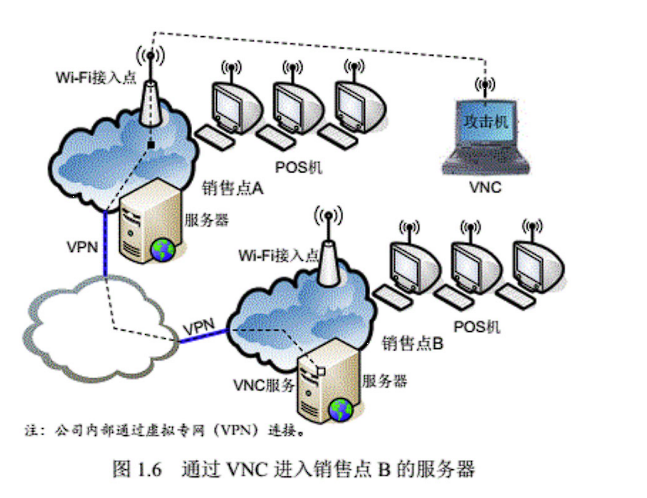 Wi-Fi接入点
攻击机
POS机
VNC
销售点A
服务器
VPN
Wi-Fi接入点
POS机
VPN
销售点B
VNC服务
服务器
注：公司内部通过虚拟专网（VPN）连接。
图 1.6 通过 VNC 进入销售点 B 的服务器